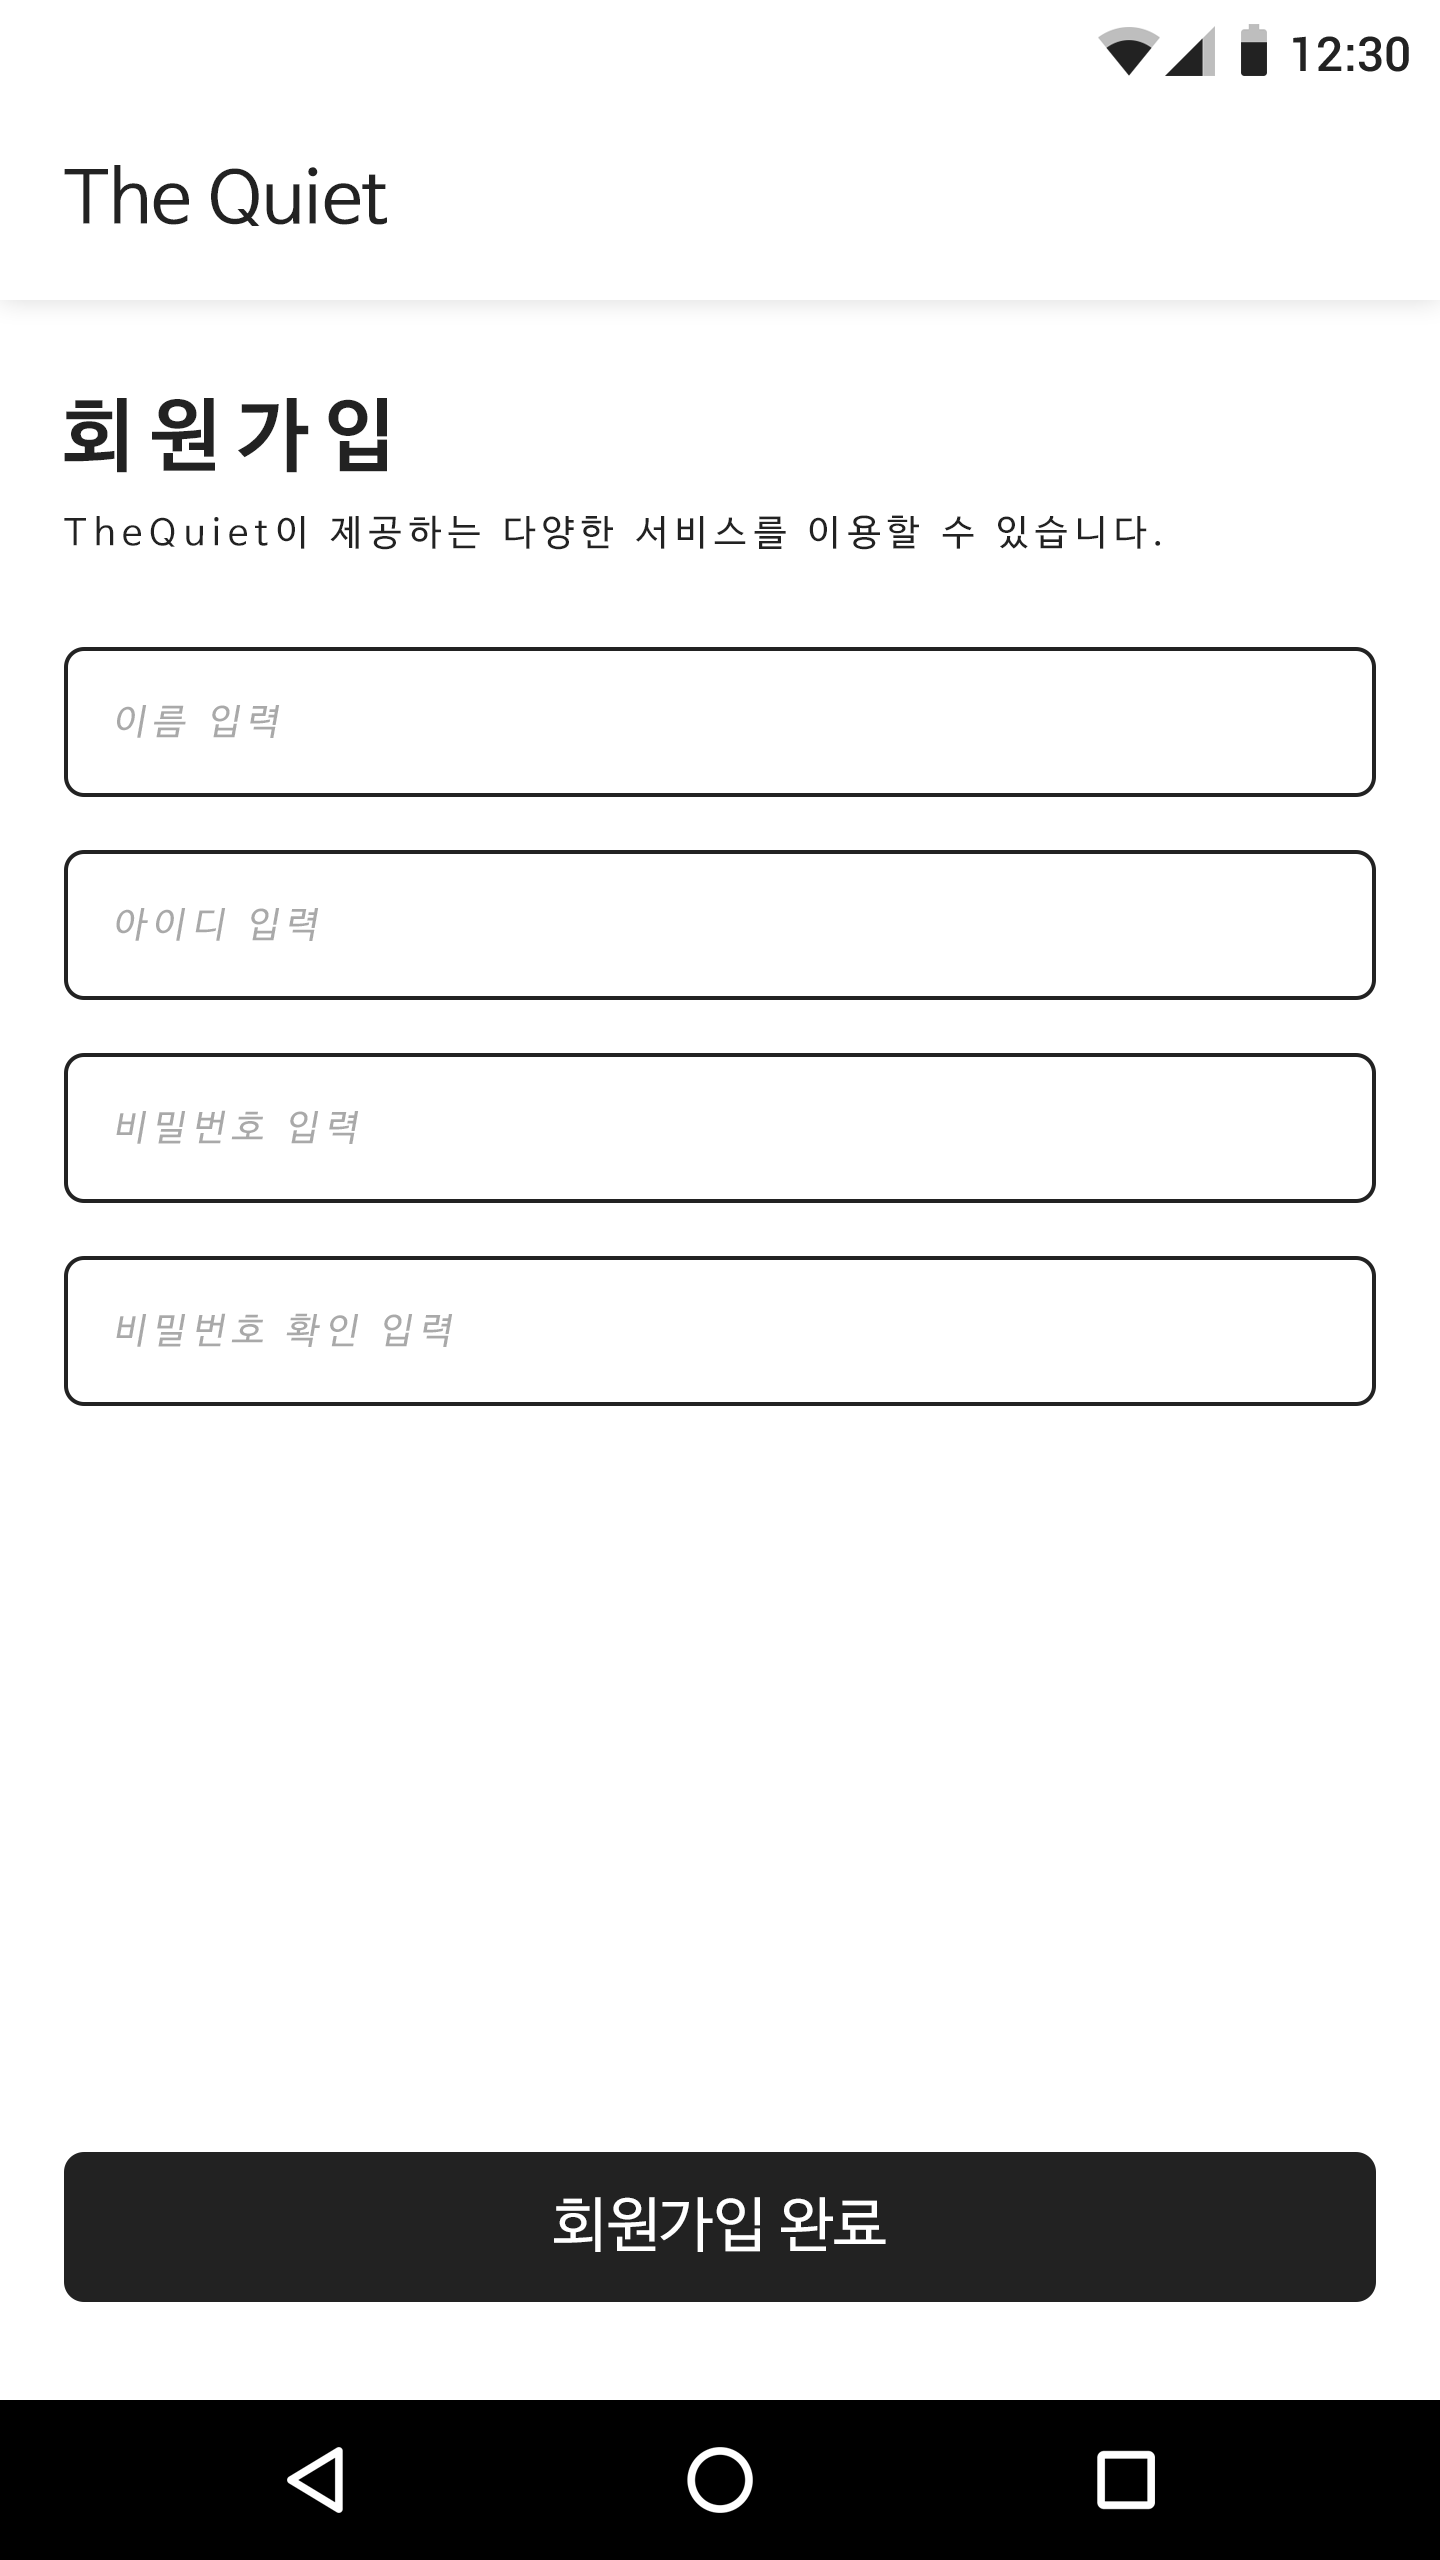 12:30
The Quiet
회원가입
TheQuiet이 제공하는 다양한 서비스를 이용할 수 있습니다.
이름 입력
아이디 입력
비밀번호 입력
비밀번호 확인 입력
회원가입 완료